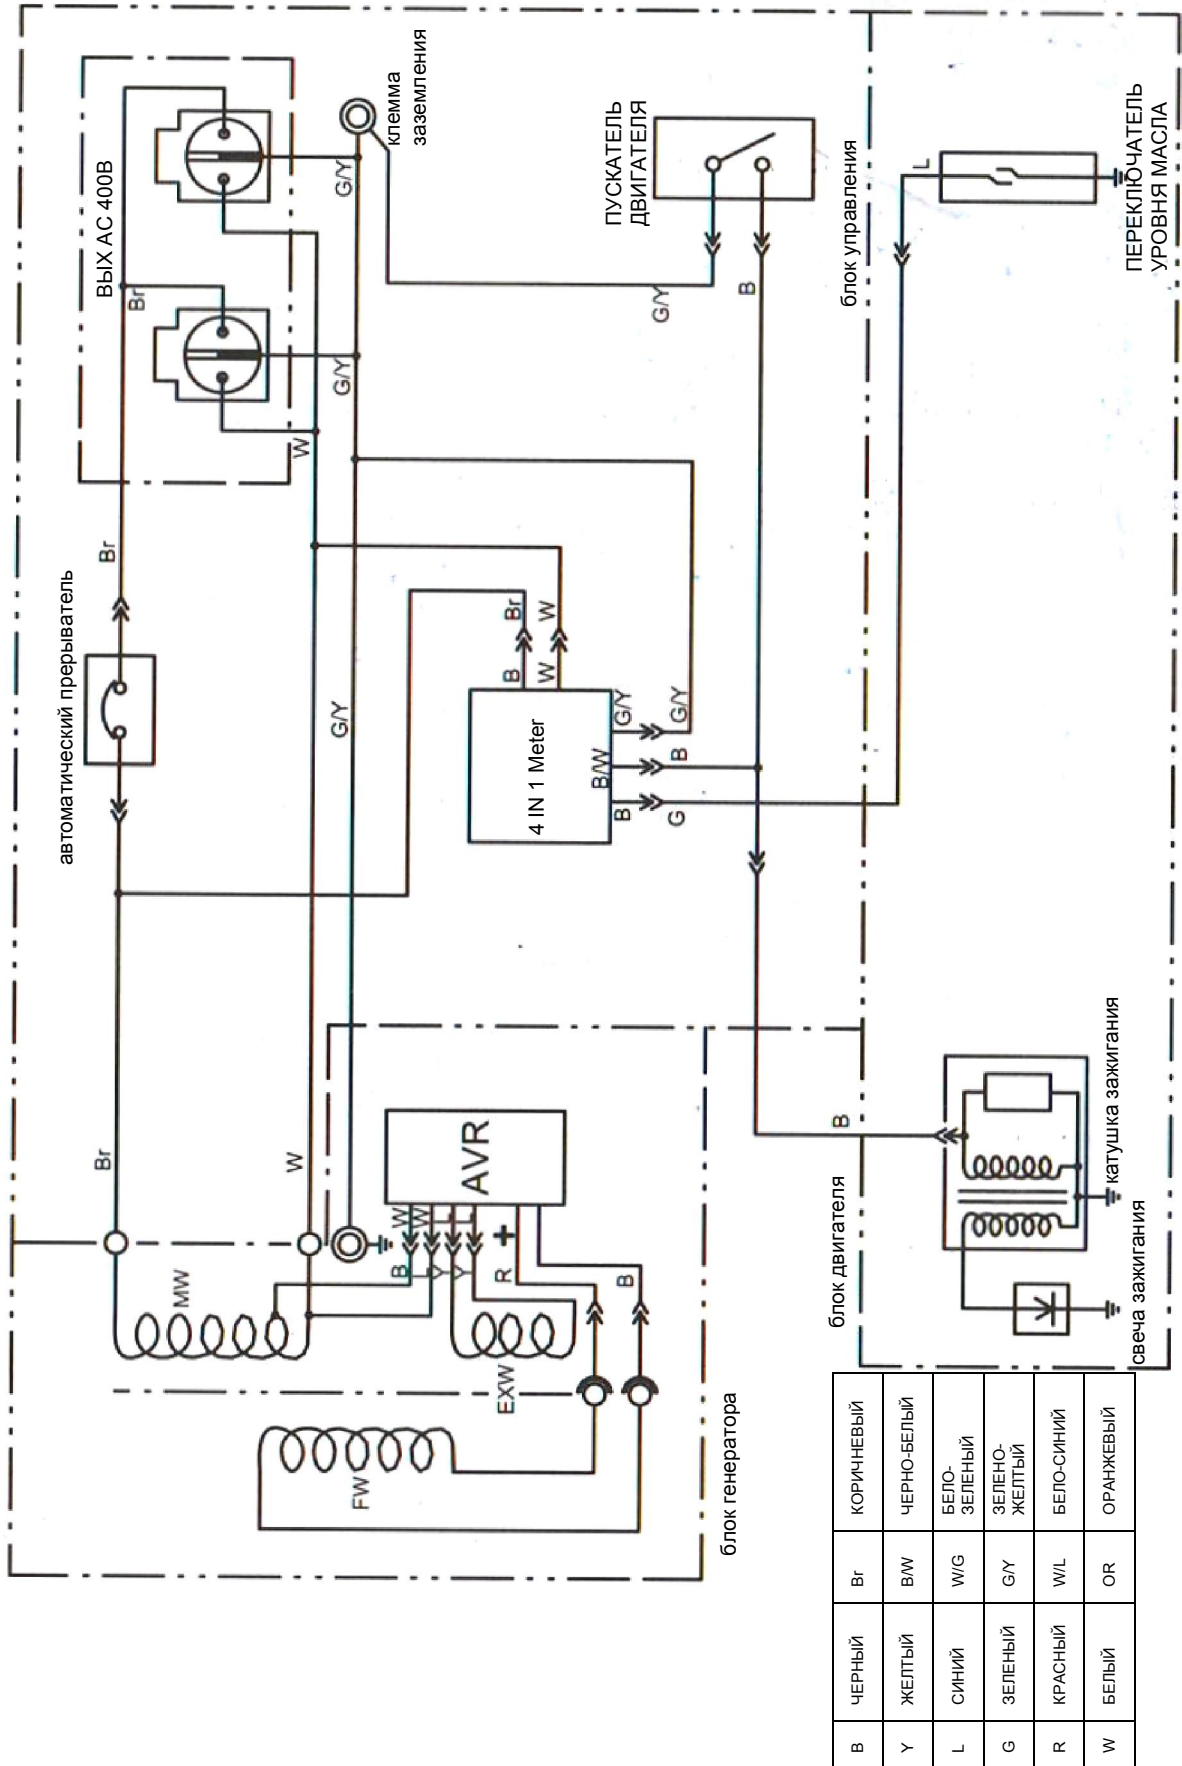 ВЫХ AC 400В
Br
W
G/Y
G/Y
клемма
заземления
ПУСКАТЕЛЬ
ДВИГАТЕЛЯ
G/Y
B
блок управления
L
ПЕРЕКЛЮЧАТЕЛЬ
УРОВНЯ МАСЛА
автоматический прерыватель
Br
G/Y
Br
W
B
W
4 IN 1 Meter
G/Y
B/W
B
G/Y
B
G
Br
W
MW
AVR
W
W
L
L
B
L
Y
Y
+
R
B
EXW
FW
блок генератора
B
блок двигателя
катушка зажигания
свеча зажигания
B ЧЕРНЫЙ Br КОРИЧНЕВЫЙ
Y ЖЕЛТЫЙ B/W ЧЕРНО-БЕЛЫЙ
L СИНИЙ W/G БЕЛО-
ЗЕЛЕНЫЙ
G ЗЕЛЕНЫЙ G/Y ЗЕЛЕНО-
ЖЕЛТЫЙ
R КРАСНЫЙ W/L БЕЛО-СИНИЙ
W БЕЛЫЙ OR ОРАНЖЕВЫЙ